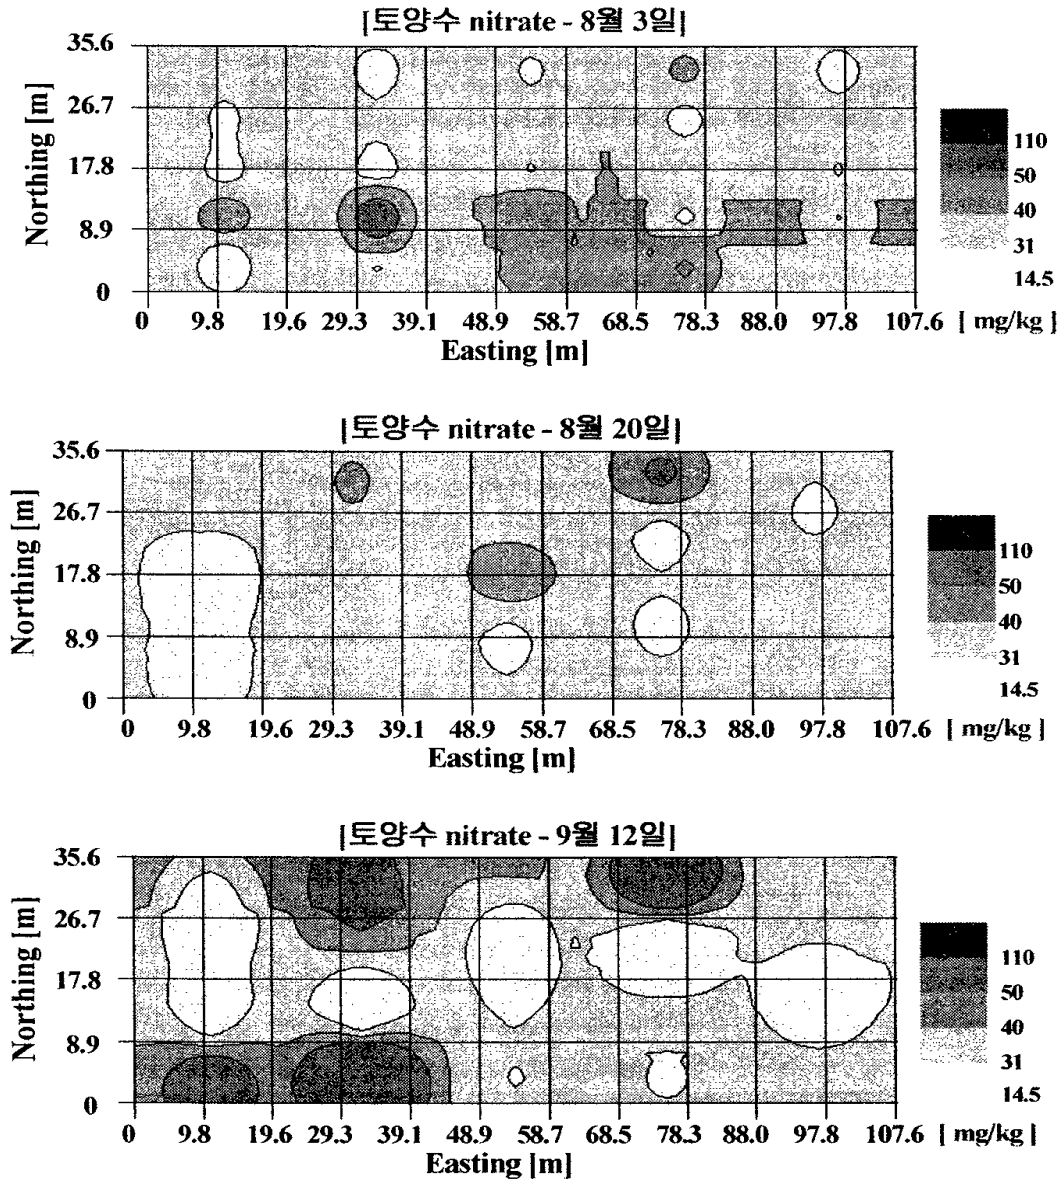 [토양수 nitrate - 8월 3일]
35.6
26.7
17.8
8.9
0
Northing [m]
0 9.8 19.6 29.3 39.1 48.9 58.7 68.5 78.3 88.0 97.8 107.6 [ mg/kg ]
Easting [m]
110
50
40
31
14.5
[토양수 nitrate - 8월 20일]
35.6
26.7
17.8
8.9
0
Northing [m]
0 9.8 19.6 29.3 39.1 48.9 58.7 68.5 78.3 88.0 97.8 107.6 [ mg/kg ]
Easting [m]
110
50
40
31
14.5
[토양수 nitrate - 9월 12일]
35.6
26.7
17.8
8.9
0
Northing [m]
0 9.8 19.6 29.3 39.1 48.9 58.7 68.5 78.3 88.0 97.8 107.6 [ mg/kg ]
Easting [m]
110
50
40
31
14.5